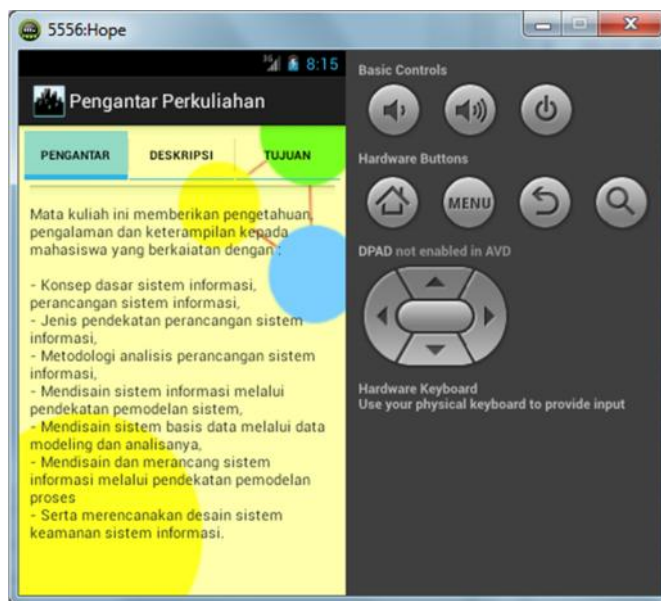 5556:Hope
3G 8:15
Pengantar Perkuliahan
PENGANTAR DESKRIPSI TUJUAN
Mata kuliah ini memberikan pengetahuan,
pengalaman dan keterampilan kepada
mahasiswa yang berkaiatan dengan :
- Konsep dasar sistem informasi,
perancangan sistem informasi,
- Jenis pendekatan perancangan sistem
informasi,
- Metodologi analisis perancangan sistem
informasi,
- Mendisain sistem informasi melalui
pendekatan pemodelan sistem,
- Mendisain sistem basis data melalui data
modeling dan analisanya,
- Mendisain dan merancang sistem
informasi melalui pendekatan pemodelan
proses
- Serta merencanakan desain sistem
keamanan sistem informasi.
Basic Controls
Hardware Buttons
MENU
DPAD not enabled in AVD
Hardware Keyboard
Use your physical keyboard to provide input